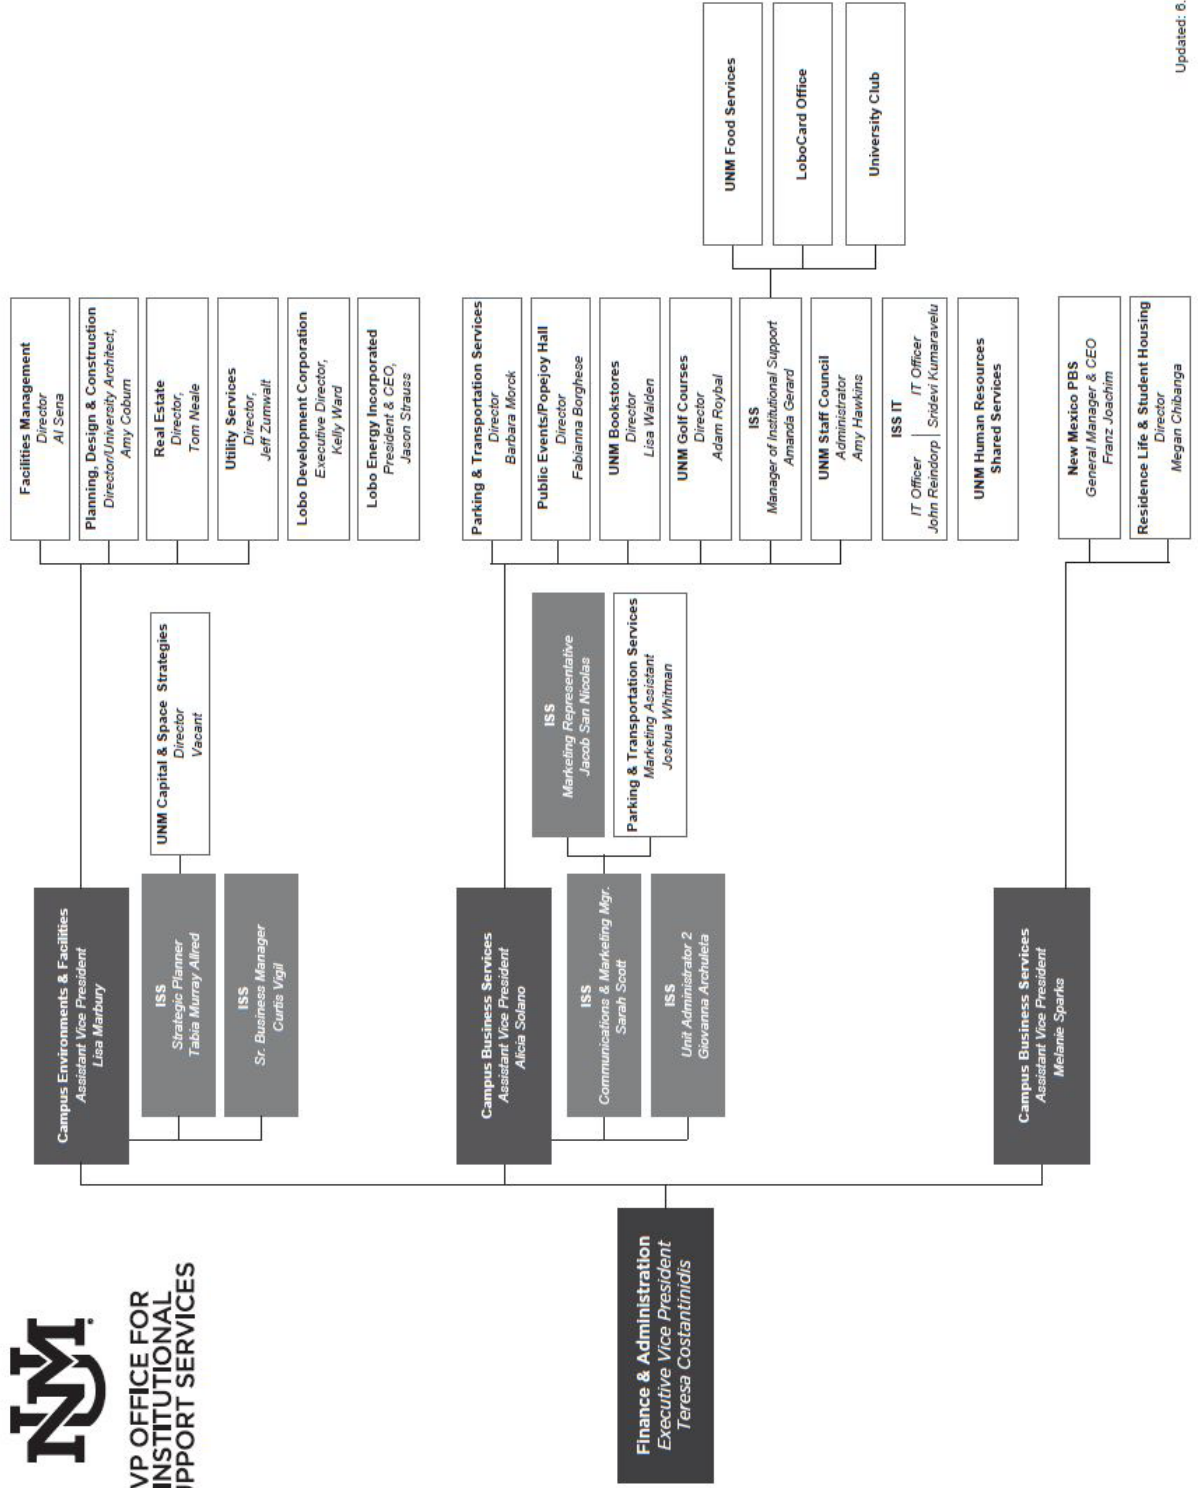 UNM
VP OFFICE FOR
INSTITUTIONAL
UPPORT SERVICES
Finance & Administration
Executive Vice President
Teresa Costantinidis
Campus Environments & Facilities
Assistant Vice President
Lisa Marbury
ISS
Strategic Planner
Tabia Murray Allred
ISS
Sr. Business Manager
Curtis Vigil
UNM Capital & Space Strategies
Director
Vacant
Facilities Management
Director
Al Sena
Planning, Design & Construction
Director/University Architect,
Amy Coburn
Real Estate
Director,
Tom Neale
Utility Services
Director,
Jeff Zumwalt
Lobo Development Corporation
Executive Director,
Kelly Ward
Lobo Energy Incorporated
President & CEO,
Jason Strauss
Campus Business Services
Assistant Vice President
Alicia Solano
ISS
Communications & Marketing Mgr.
Sarah Scott
ISS
Unit Administrator 2
Giovanna Archuleta
ISS
Marketing Representative
Jacob San Nicolas
Parking & Transportation Services
Marketing Assistant
Joshua Whitman
Parking & Transportation Services
Director
Barbara Morck
Public Events/Popejoy Hall
Director
Fabianna Borghese
UNM Bookstores
Director
Lisa Walden
UNM Golf Courses
Director
Adam Roybal
ISS
Manager of Institutional Support
Amanda Gerard
UNM Staff Council
Administrator
Amy Hawkins
ISS IT
IT Officer IT Officer
John Reindorp | Sridevi Kumaravelu
UNM Human Resources
Shared Services
UNM Food Services
LoboCard Office
University Club
Campus Business Services
Assistant Vice President
Melanie Sparks
New Mexico PBS
General Manager & CEO
Franz Joachim
Residence Life & Student Housing
Director
Megan Chibanga
Updated: 6.